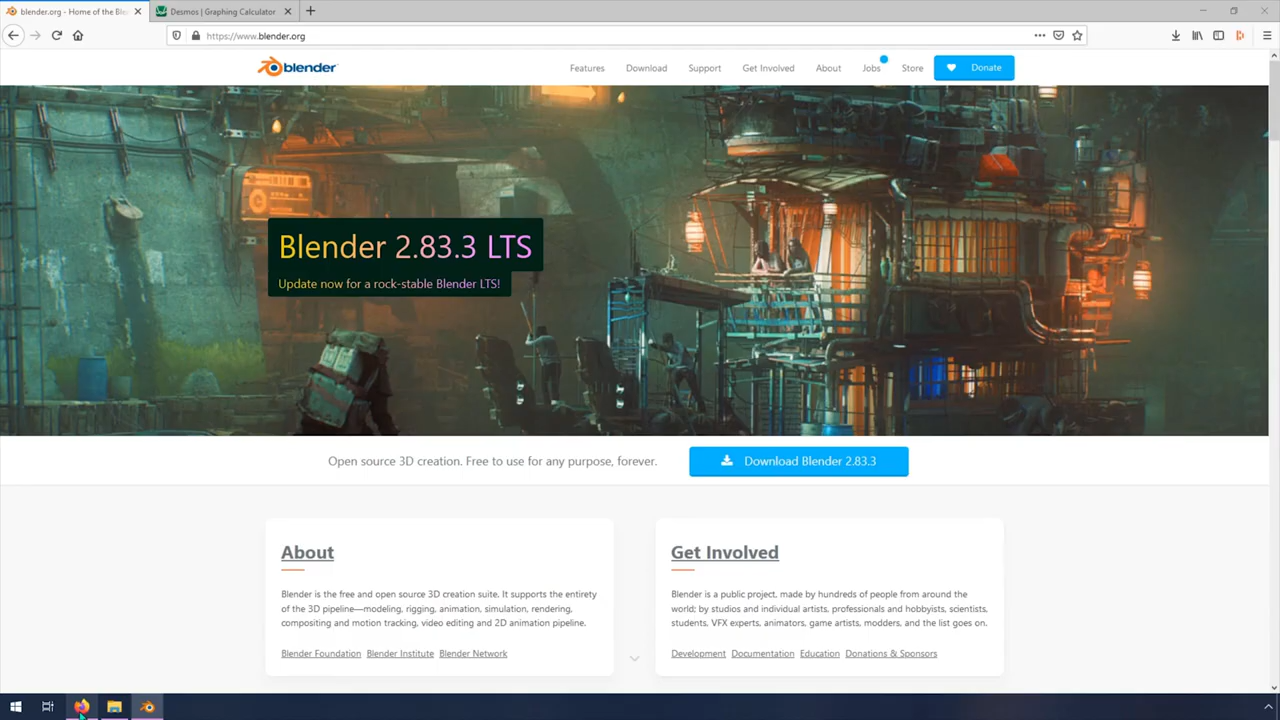 blender.org - Home of the Ble
Desmos | Graphing Calculator
https://www.blender.org
blender
Features
Download
Support
Get Involved
About
Jobs
Store
Donate
Blender 2.83.3 LTS
Update now for a rock-stable Blender LTS!
Open source 3D creation. Free to use for any purpose, forever.
Download Blender 2.83.3
About
Blender is the free and open source 3D creation suite. It supports the entirety
of the 3D pipeline—modeling, rigging, animation, simulation, rendering,
compositing and motion tracking, video editing and 2D animation pipeline.
Blender Foundation Blender Institute Blender Network
Get Involved
Blender is a public project, made by hundreds of people from around the
world; by studios and individual artists, professionals and hobbyists, scientists,
students, VFX experts, animators, game artists, modders, and the list goes on.
Development Documentation Education Donations & Sponsors